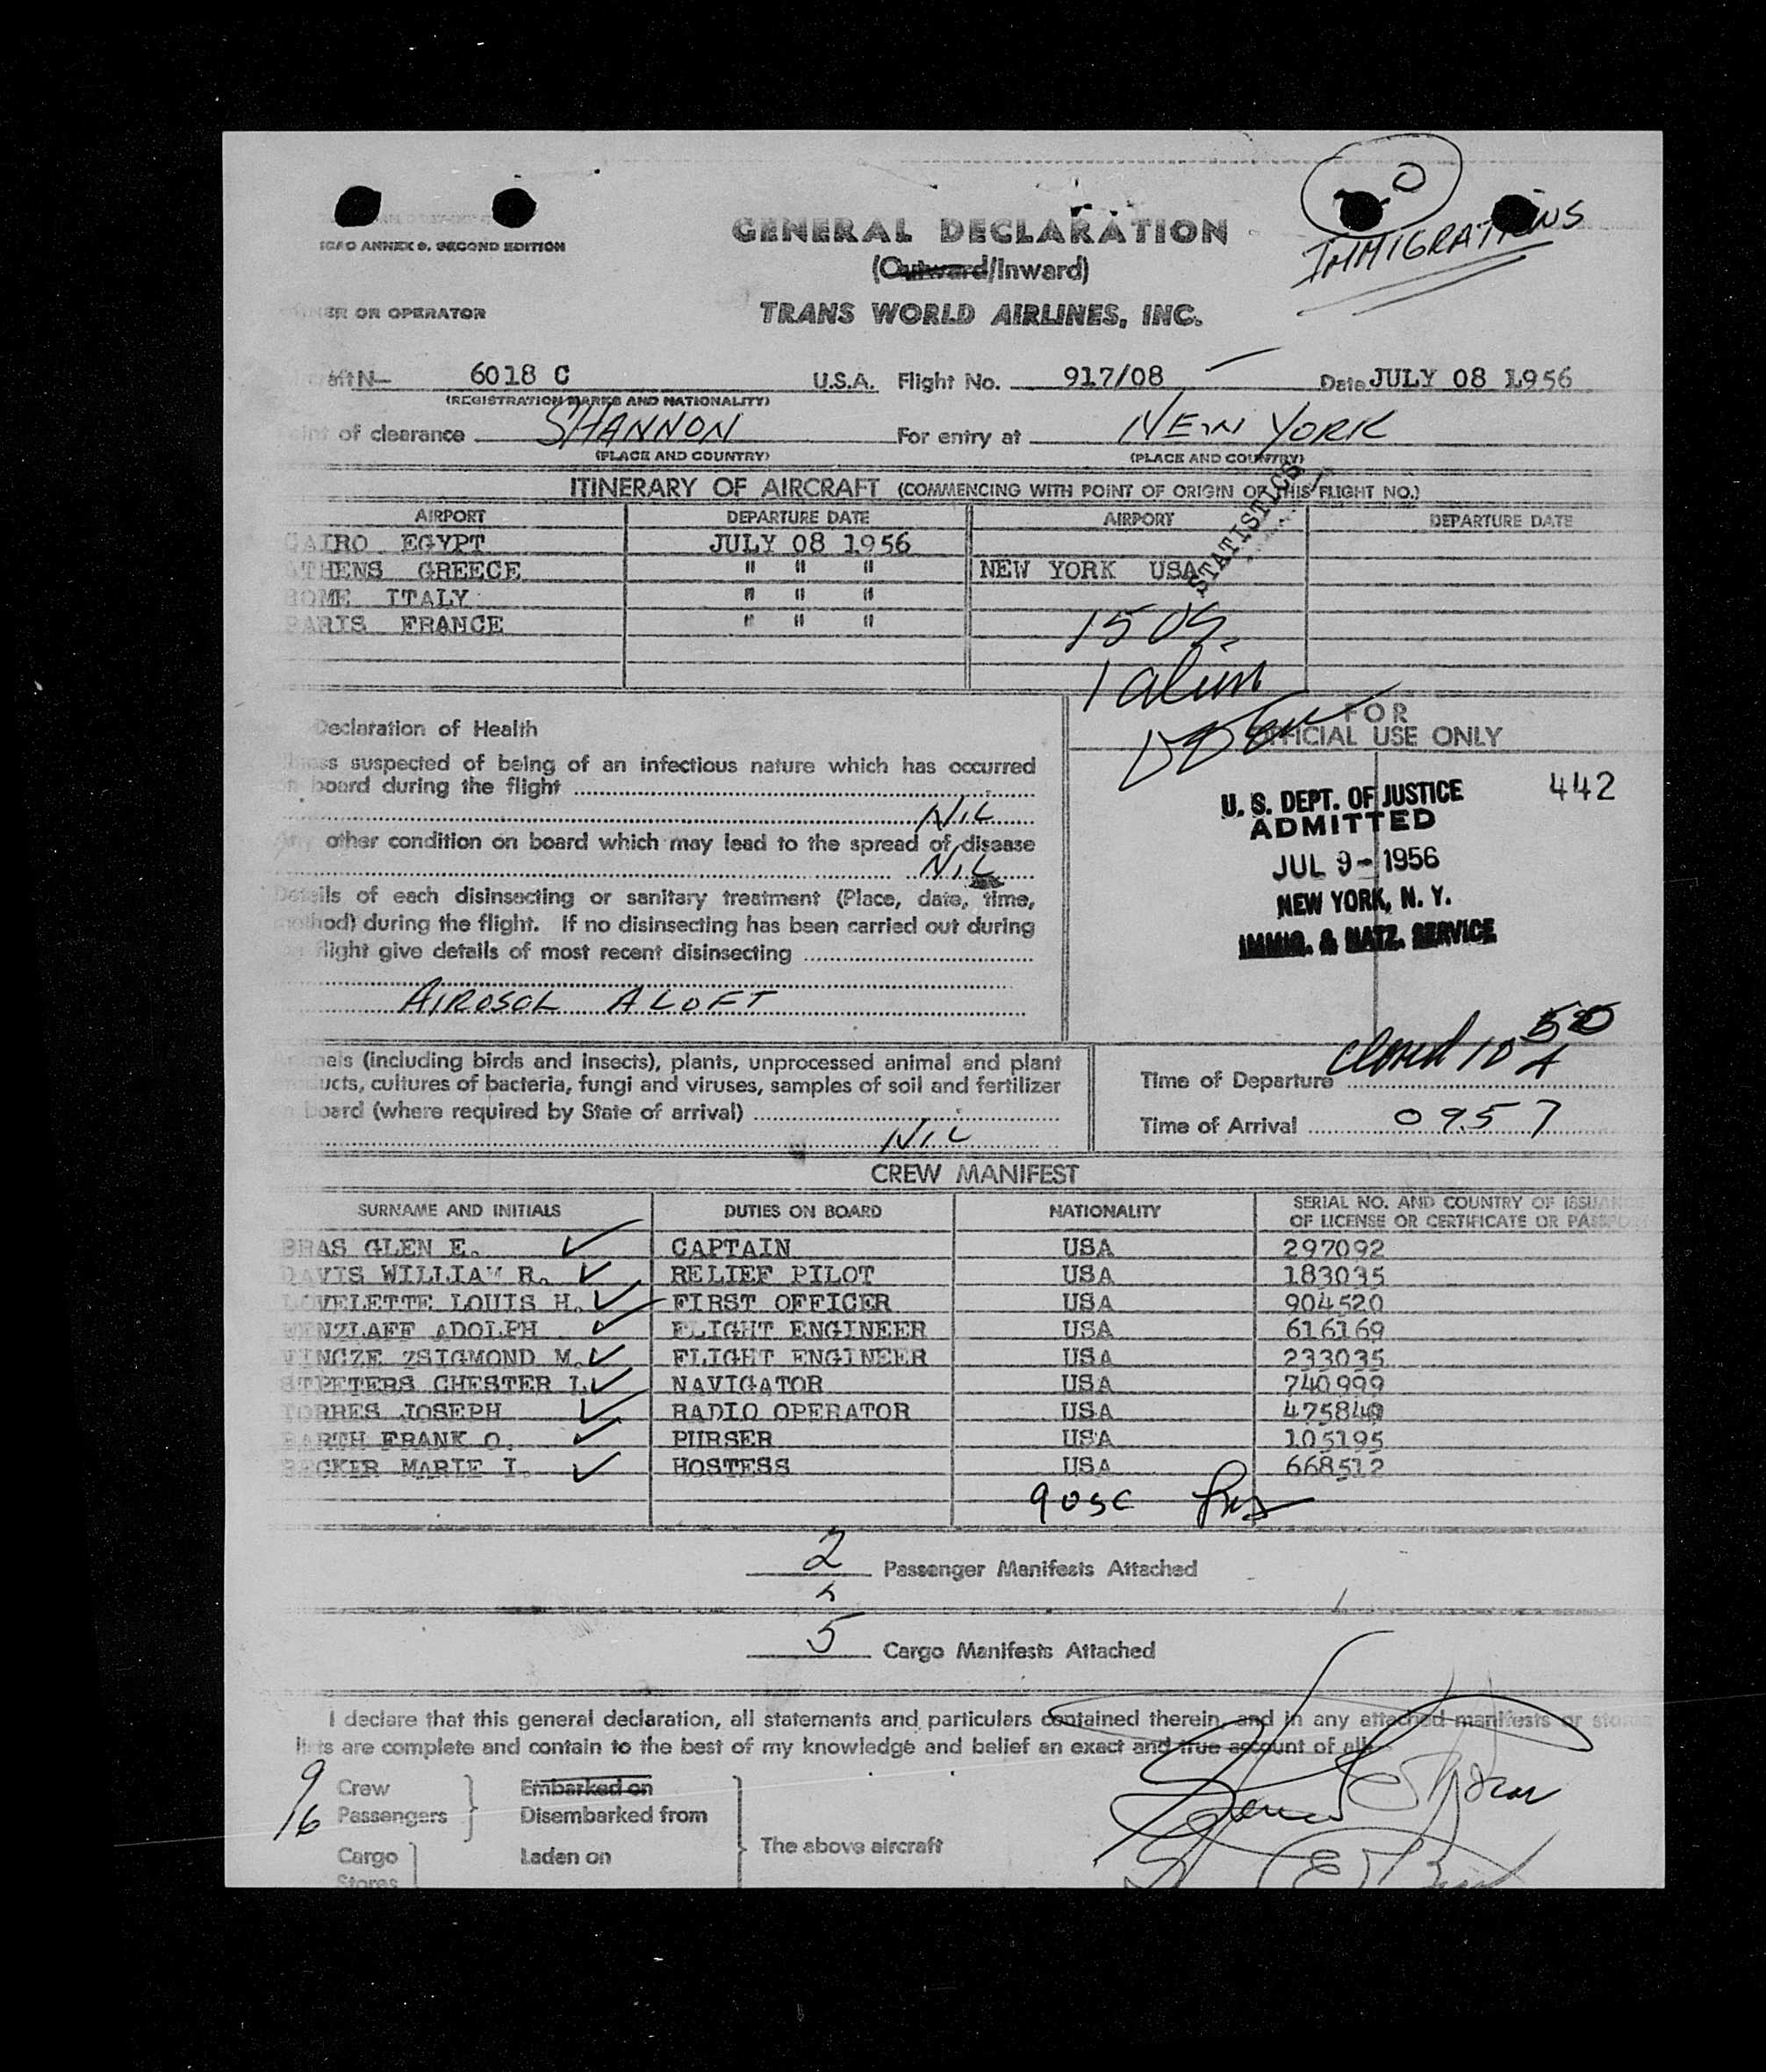 ICAO ANNEX 9, SECOND EDITION
GENERAL DECLARATION
(Outward/Inward)
IMMIGRATIONS
OR OPERATOR
TRANS WORLD AIRLINES, INC.
N— 6018 C U.S.A. Flight No. 917/08 Date JULY 08 1956
(REGISTRATION MARKS AND NATIONALITY)
of clearance SHANNON For entry at NEW YORK
(PLACE AND COUNTRY) (PLACE AND COUNTRY)
STATISTICS
ITINERARY OF AIRCRAFT (COMMENCING WITH POINT OF ORIGIN OF THIS FLIGHT NO.)
AIRPORT DEPARTURE DATE AIRPORT DEPARTURE DATE
CAIRO EGYPT JULY 08 1956
ATHENS GREECE " " " NEW YORK USA
ROME ITALY " " "
PARIS FRANCE " " "
15 US.
1 alien
FOR
OFFICIAL USE ONLY
Declaration of Health
suspected of being of an infectious nature which has occurred
board during the flight
NIL
other condition on board which may lead to the spread of disease
NIL
Details of each disinsecting or sanitary treatment (Place, date, time,
method) during the flight. If no disinsecting has been carried out during
flight give details of most recent disinsecting
AIROSOL ALOFT
442
U. S. DEPT. OF JUSTICE
ADMITTED
JUL 9 - 1956
NEW YORK, N. Y.
IMMIG. & NATZ. SERVICE
Animals (including birds and insects), plants, unprocessed animal and plant
products, cultures of bacteria, fungi and viruses, samples of soil and fertilizer
board (where required by State of arrival)
NIL
Time of Departure closed 10 50 A
Time of Arrival 0957
CREW MANIFEST
SURNAME AND INITIALS DUTIES ON BOARD NATIONALITY SERIAL NO. AND COUNTRY OF ISSUANCE
OF LICENSE OR CERTIFICATE OR PASSPORT
BRAS GLEN E. CAPTAIN USA 297092
DAVIS WILLIAM R. RELIEF PILOT USA 183035
LOVELETTE LOUIS H. FIRST OFFICER USA 904520
WENZLAFF ADOLPH FLIGHT ENGINEER USA 616169
VINCZE ZSIGMOND M. FLIGHT ENGINEER USA 233035
STPETERS CHESTER L NAVIGATOR USA 740999
TORRES JOSEPH RADIO OPERATOR USA 475840
BARTH FRANK O. PURSER USA 105195
BECKER MARIE I. HOSTESS USA 668512
9 USC
2 Passenger Manifests Attached
5 Cargo Manifests Attached
I declare that this general declaration, all statements and particulars contained therein, and in any attached manifests or stores
lists are complete and contain to the best of my knowledge and belief an exact and true account of all—
9 Crew Embarked on
16 Passengers Disembarked from
The above aircraft
Cargo Laden on
Stores